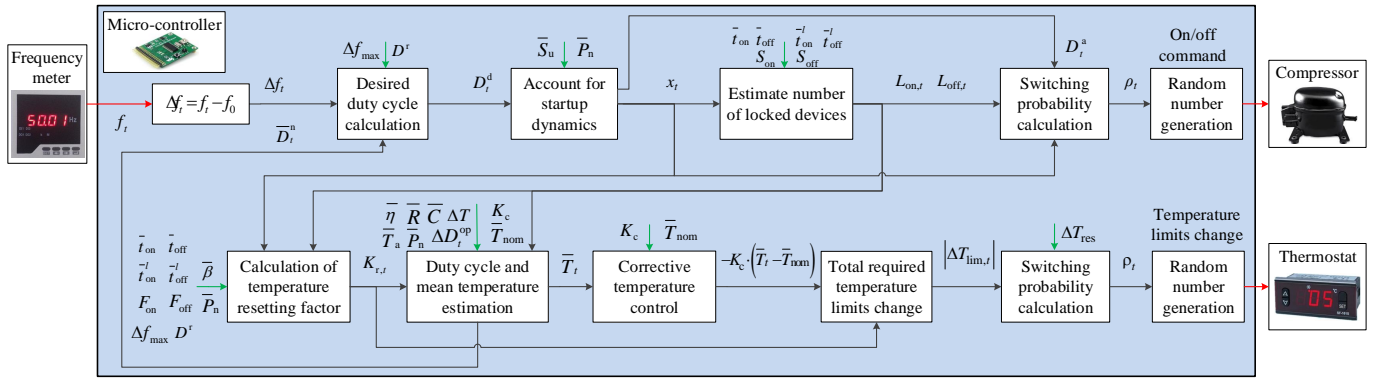 Micro-controller
Frequency
meter
50.01 Hz
f_t
Δf_t = f_t − f_0
Δf_t
D̅_t^n
Δf_max D^r
Desired
duty cycle
calculation
D_t^d
S̅_u P̅_n
Account for
startup
dynamics
x_t
t̅_on t̅_off t̅_on^l t̅_off^l
S_on S_off
Estimate number
of locked devices
L_on,t L_off,t
D_t^a
Switching
probability
calculation
ρ_t
On/off
command
Random
number
generation
Compressor
t̅_on t̅_off
t̅_on^l t̅_off^l β̅
F_on F_off P̅_n
Δf_max D^r
Calculation of
temperature
resetting factor
K_r,t
η̅ R̅ C̅ ΔT K_c
T̅_a P̅_n ΔD_t^op T̅_nom
Duty cycle and
mean temperature
estimation
T̅_t
K_c T̅_nom
Corrective
temperature
control
−K_c·(T̅_t − T̅_nom)
Total required
temperature
limits change
|ΔT_lim,t|
ΔT_res
Switching
probability
calculation
ρ_t
Temperature
limits change
Random
number
generation
Thermostat
05 °C
SET